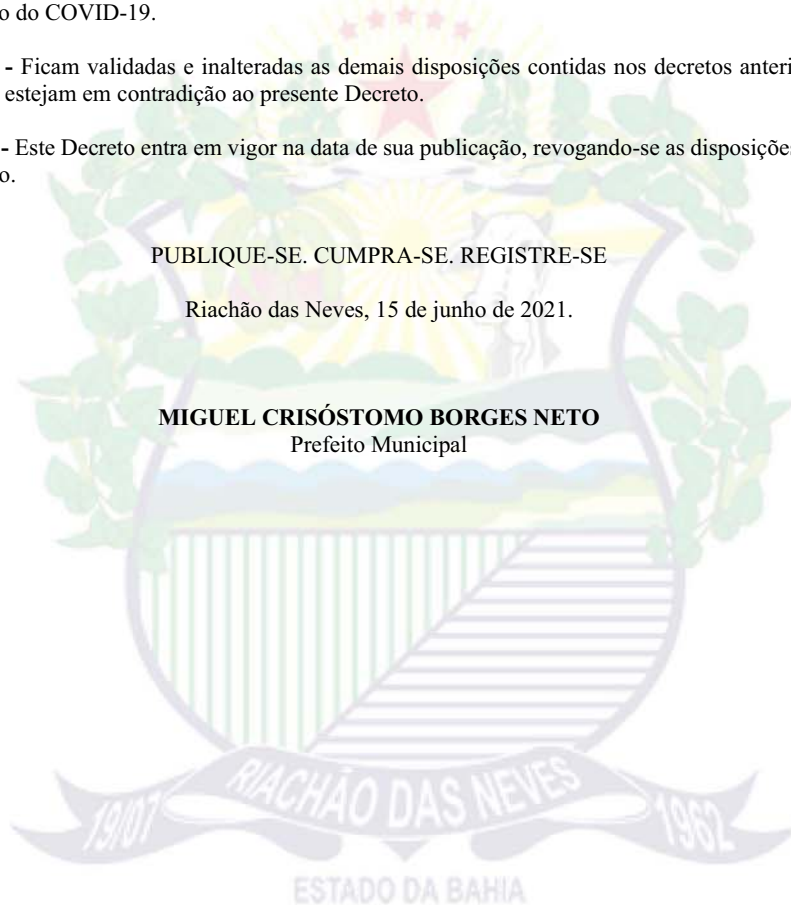 o do COVID-19.
- Ficam validadas e inalteradas as demais disposições contidas nos decretos anteri
estejam em contradição ao presente Decreto.
- Este Decreto entra em vigor na data de sua publicação, revogando-se as disposições
o.
PUBLIQUE-SE. CUMPRA-SE. REGISTRE-SE
Riachão das Neves, 15 de junho de 2021.
MIGUEL CRISÓSTOMO BORGES NETO
Prefeito Municipal
RIACHÃO DAS NEVES
19/07 1962
ESTADO DA BAHIA